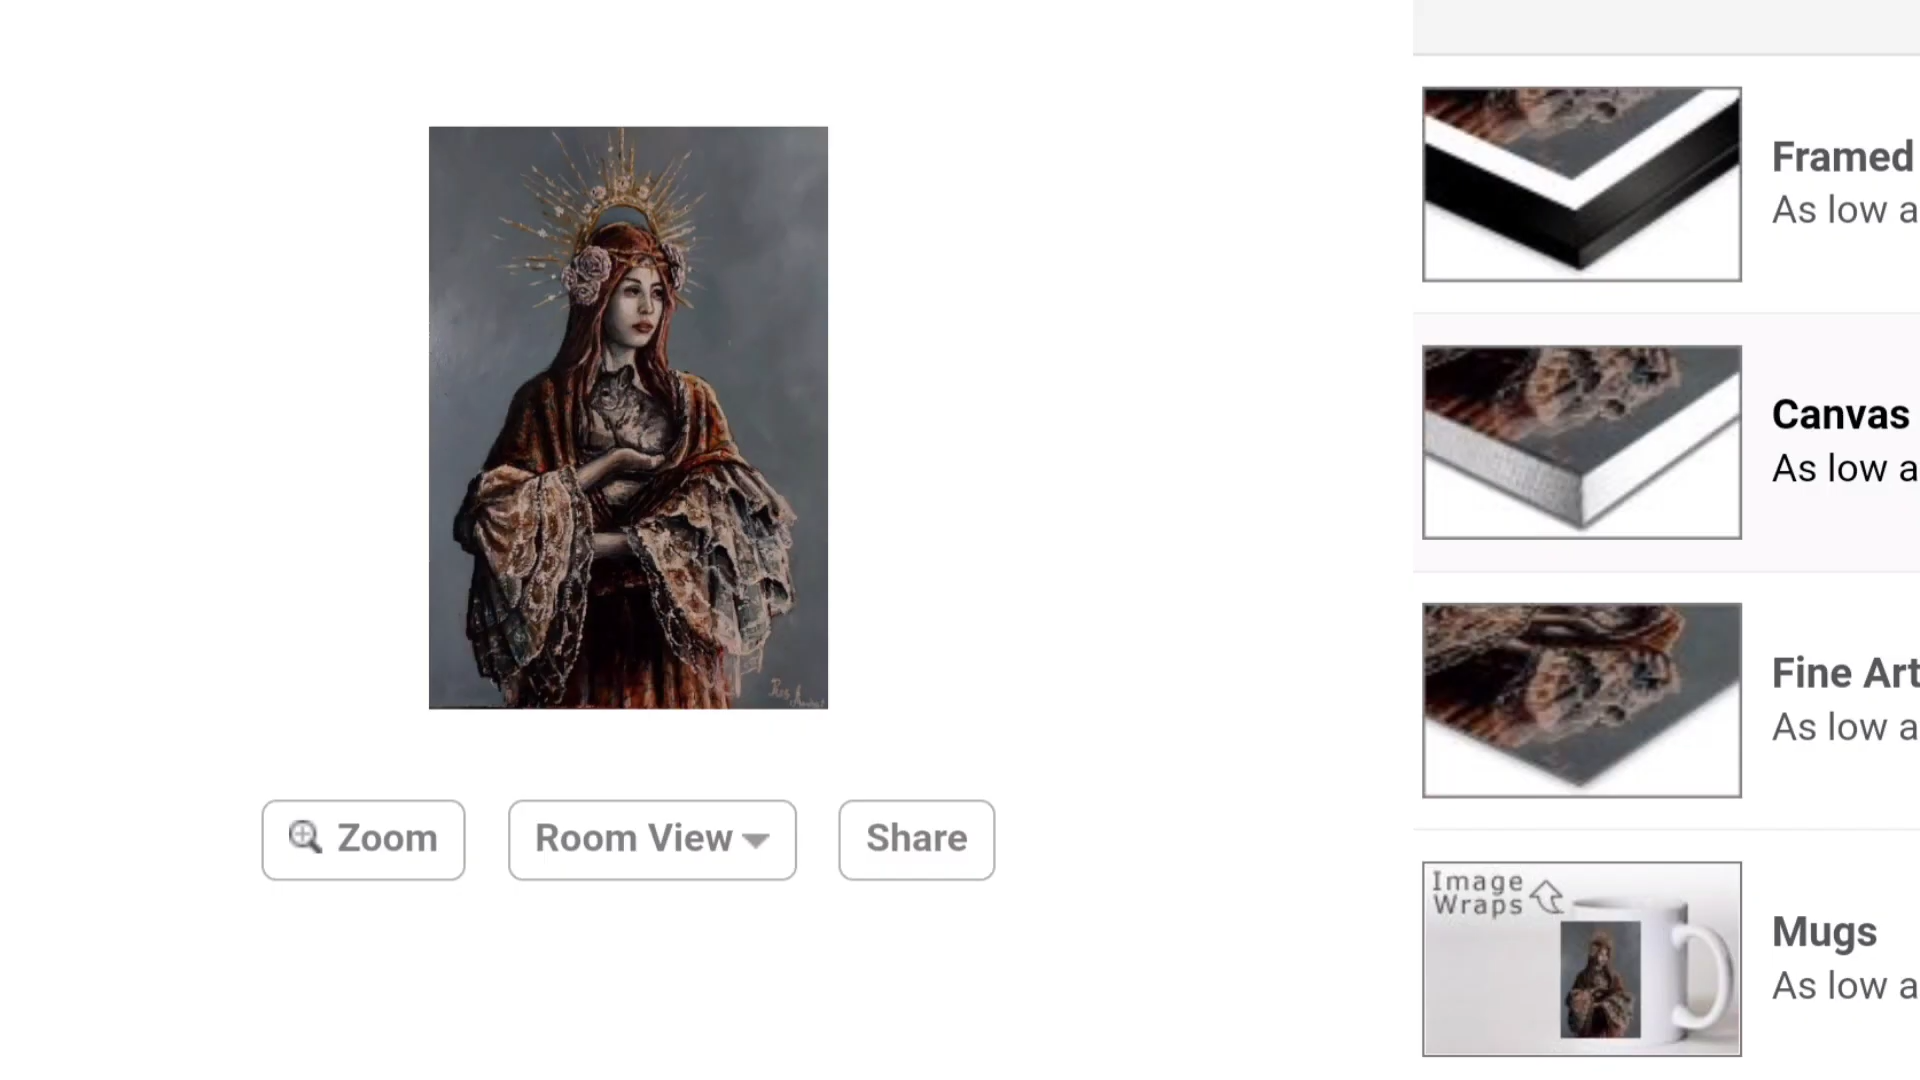 Zoom
Room View
Share
Framed
As low a
Canvas
As low a
Fine Art
As low a
Image
Wraps
Mugs
As low a